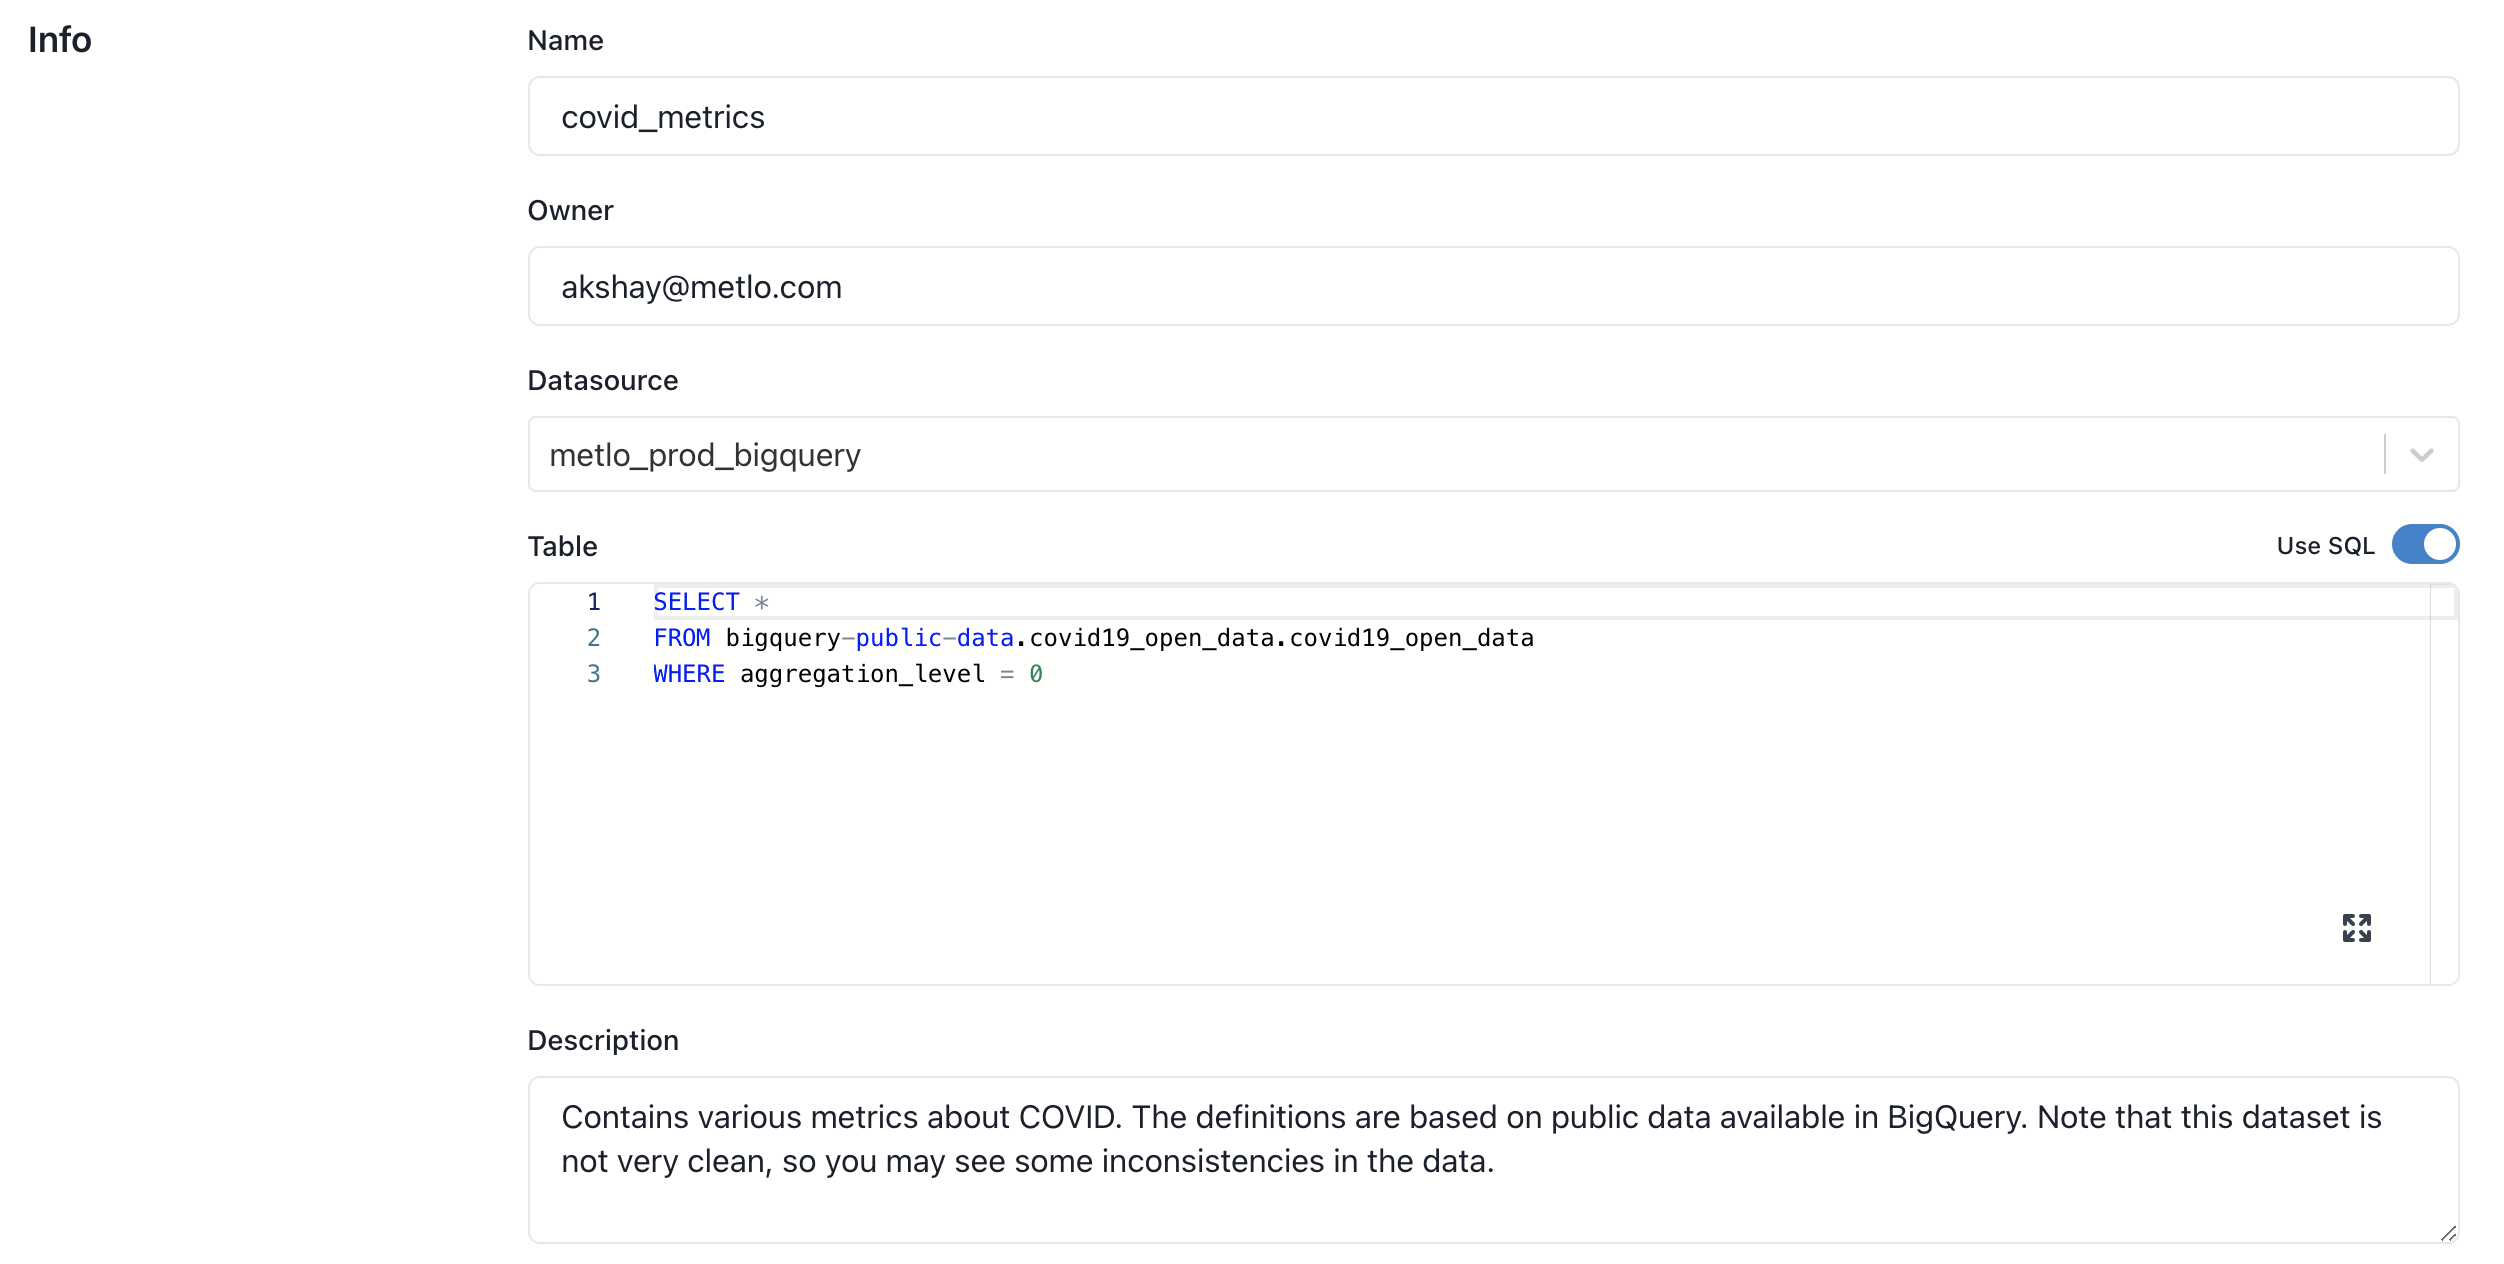 Info
Name
covid_metrics
Owner
akshay@metlo.com
Datasource
metlo_prod_bigquery
Table
Use SQL
1 SELECT *
2 FROM bigquery-public-data.covid19_open_data.covid19_open_data
3 WHERE aggregation_level = 0
Description
Contains various metrics about COVID. The definitions are based on public data available in BigQuery. Note that this dataset is
not very clean, so you may see some inconsistencies in the data.